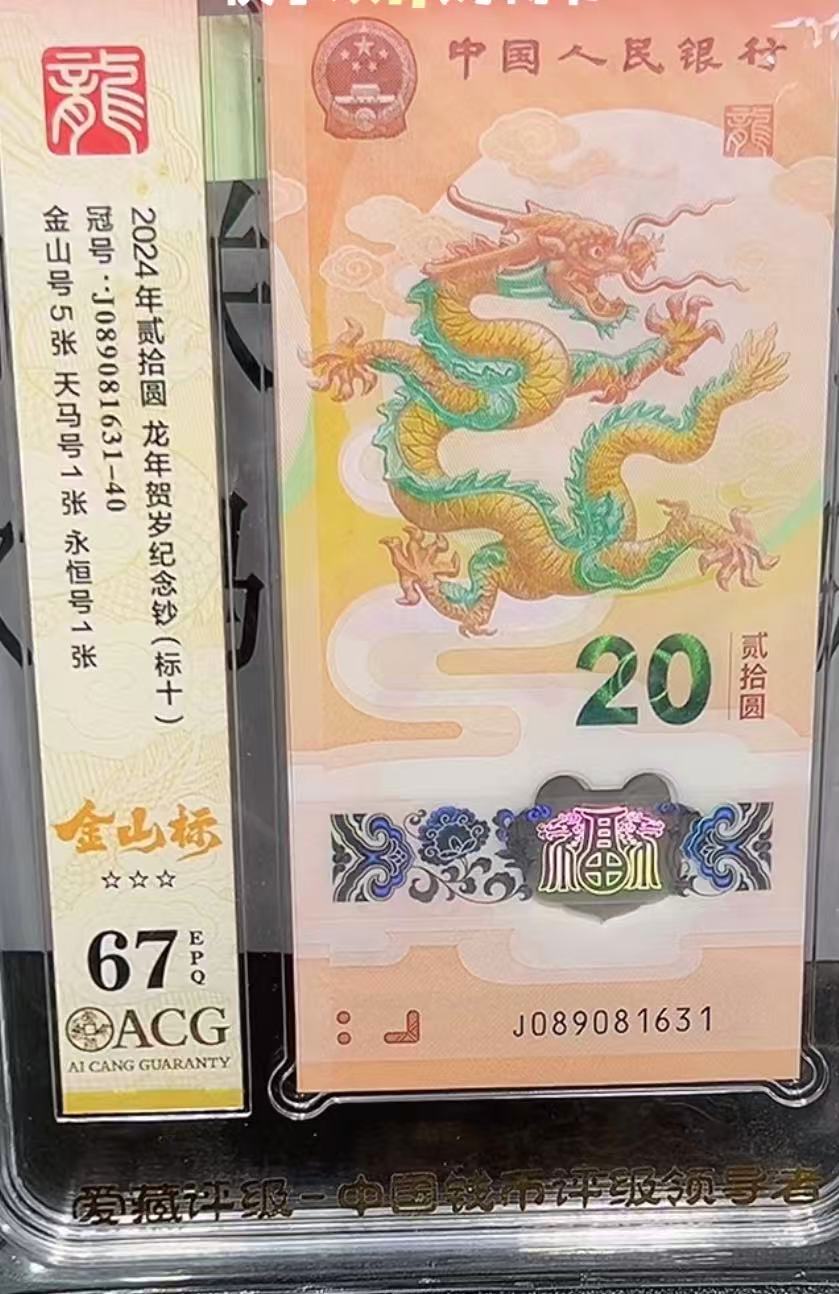 龍
2024年贰拾圆 龙年贺岁纪念钞(标十)
冠号:J089081631-40
金山号5张 天马号1张 永恒号1张
金山标
☆☆☆
67
EPQ
ACG
AI CANG GUARANTY
中国人民银行
龍
20
贰拾圆
福
J089081631
爱藏评级-中国钱币评级领导者